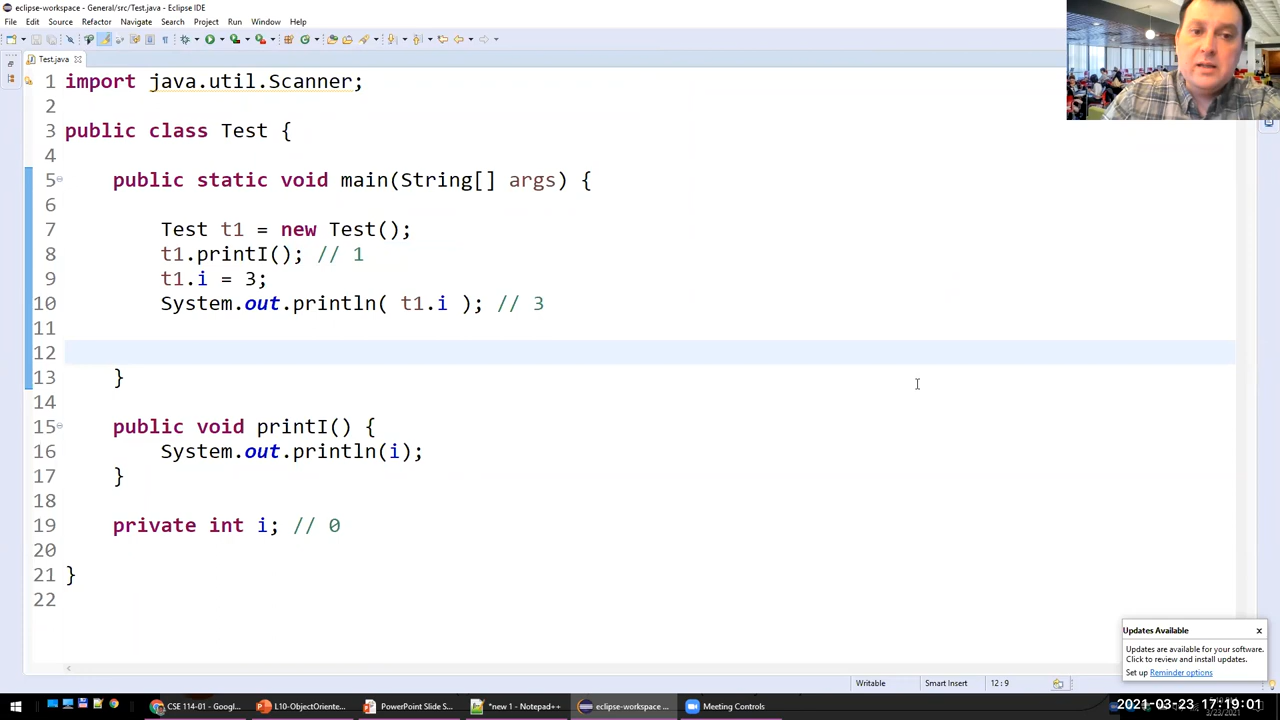 eclipse-workspace - General/src/Test.java - Eclipse IDE
File Edit Source Refactor Navigate Search Project Run Window Help
Test.java
1 import java.util.Scanner;
2
3 public class Test {
4
5 public static void main(String[] args) {
6
7 Test t1 = new Test();
8 t1.printI(); // 1
9 t1.i = 3;
10 System.out.println( t1.i ); // 3
11
12
13 }
14
15 public void printI() {
16 System.out.println(i);
17 }
18
19 private int i; // 0
20
21 }
22
Updates Available
Updates are available for your software.
Click to review and install updates.
Set up Reminder options
Writable Smart Insert 12 : 9
CSE 114-01 - Googl... L10-ObjectOriente... PowerPoint Slide S... *new 1 - Notepad++ eclipse-workspace ... Meeting Controls
2021-03-23 17:19:01